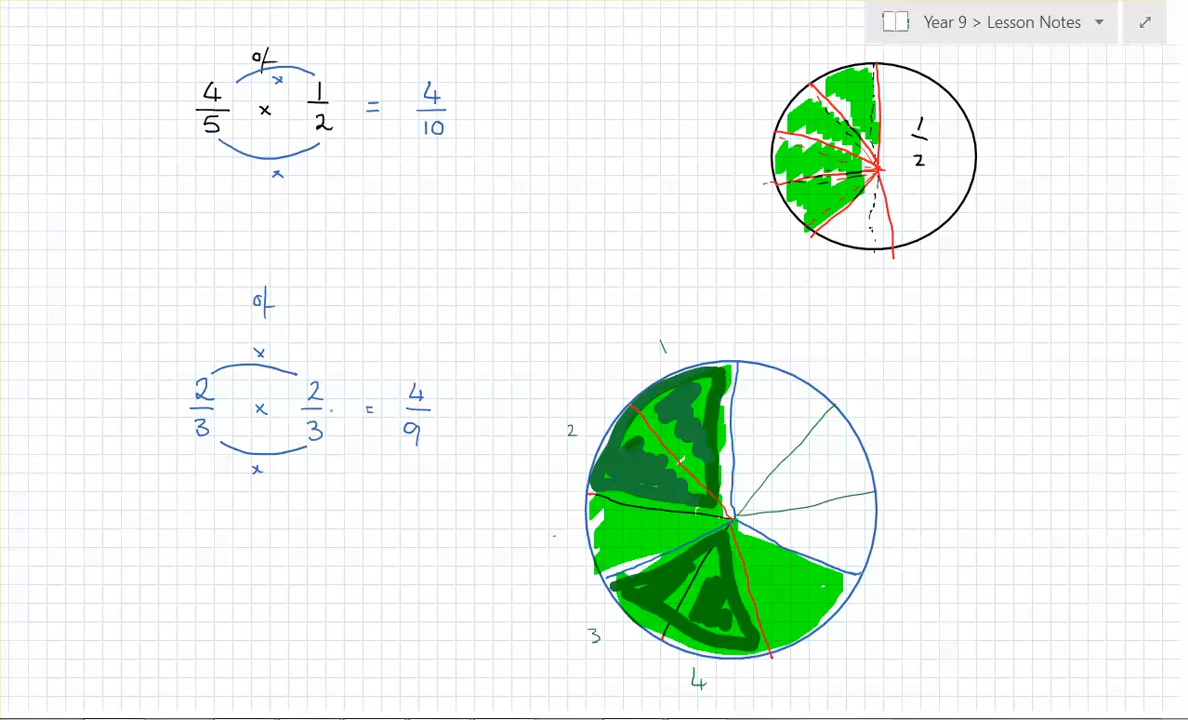 Year 9 > Lesson Notes
of
x
4/5 x 1/2 = 4/10
x
1/2
of
x
2/3 x 2/3 = 4/9
x
1
2
3
4